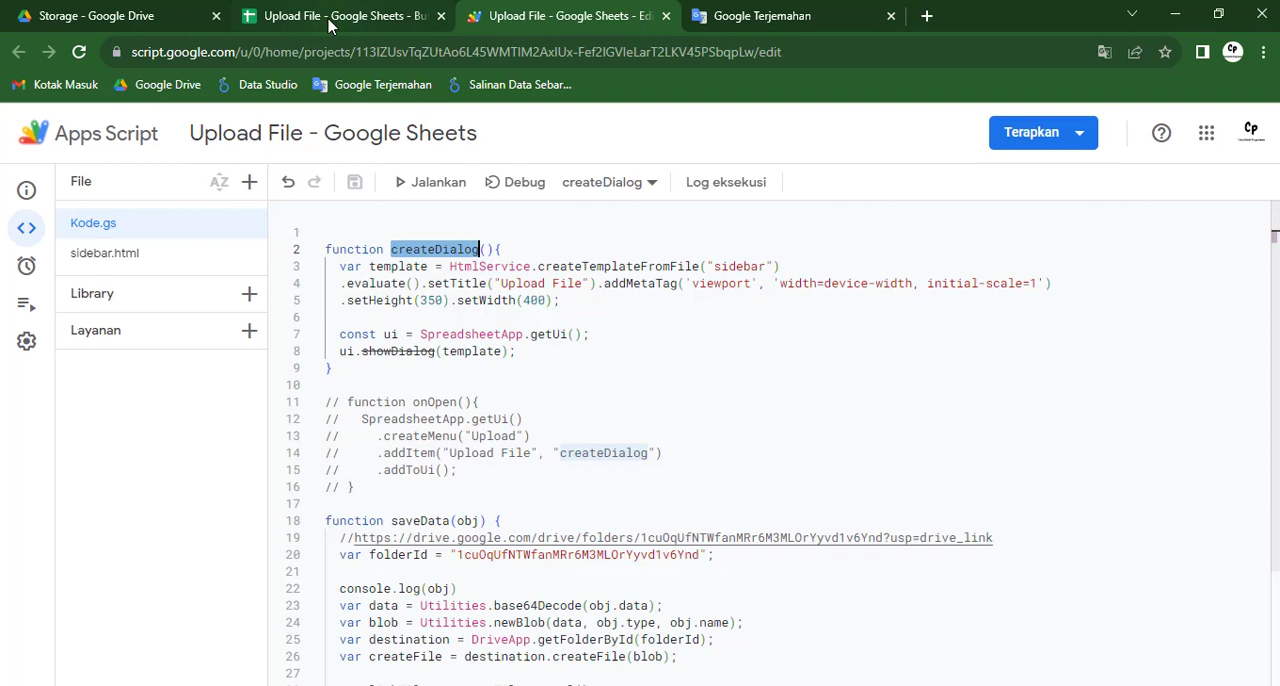 Storage - Google Drive
Upload File - Google Sheets - Bu
Upload File - Google Sheets - Edi
Google Terjemahan
script.google.com/u/0/home/projects/113IZUsvTqZUtAo6L45WMTIM2AxIUx-Fef2IGVIeLarT2LKV45PSbqpLw/edit
Kotak Masuk
Google Drive
Data Studio
Google Terjemahan
Salinan Data Sebar...
Apps Script
Upload File - Google Sheets
Terapkan
Cp
File
Jalankan
Debug
createDialog
Log eksekusi
Kode.gs
sidebar.html
Library
Layanan
1
2 function createDialog(){
3 var template = HtmlService.createTemplateFromFile("sidebar")
4 .evaluate().setTitle("Upload File").addMetaTag('viewport', 'width=device-width, initial-scale=1')
5 .setHeight(350).setWidth(400);
6
7 const ui = SpreadsheetApp.getUi();
8 ui.showDialog(template);
9 }
10
11 // function onOpen(){
12 // SpreadsheetApp.getUi()
13 // .createMenu("Upload")
14 // .addItem("Upload File", "createDialog")
15 // .addToUi();
16 // }
17
18 function saveData(obj) {
19 //https://drive.google.com/drive/folders/1cuOqUfNTWfanMRr6M3MLOrYyvd1v6Ynd?usp=drive_link
20 var folderId = "1cuOqUfNTWfanMRr6M3MLOrYyvd1v6Ynd";
21
22 console.log(obj)
23 var data = Utilities.base64Decode(obj.data);
24 var blob = Utilities.newBlob(data, obj.type, obj.name);
25 var destination = DriveApp.getFolderById(folderId);
26 var createFile = destination.createFile(blob);
27